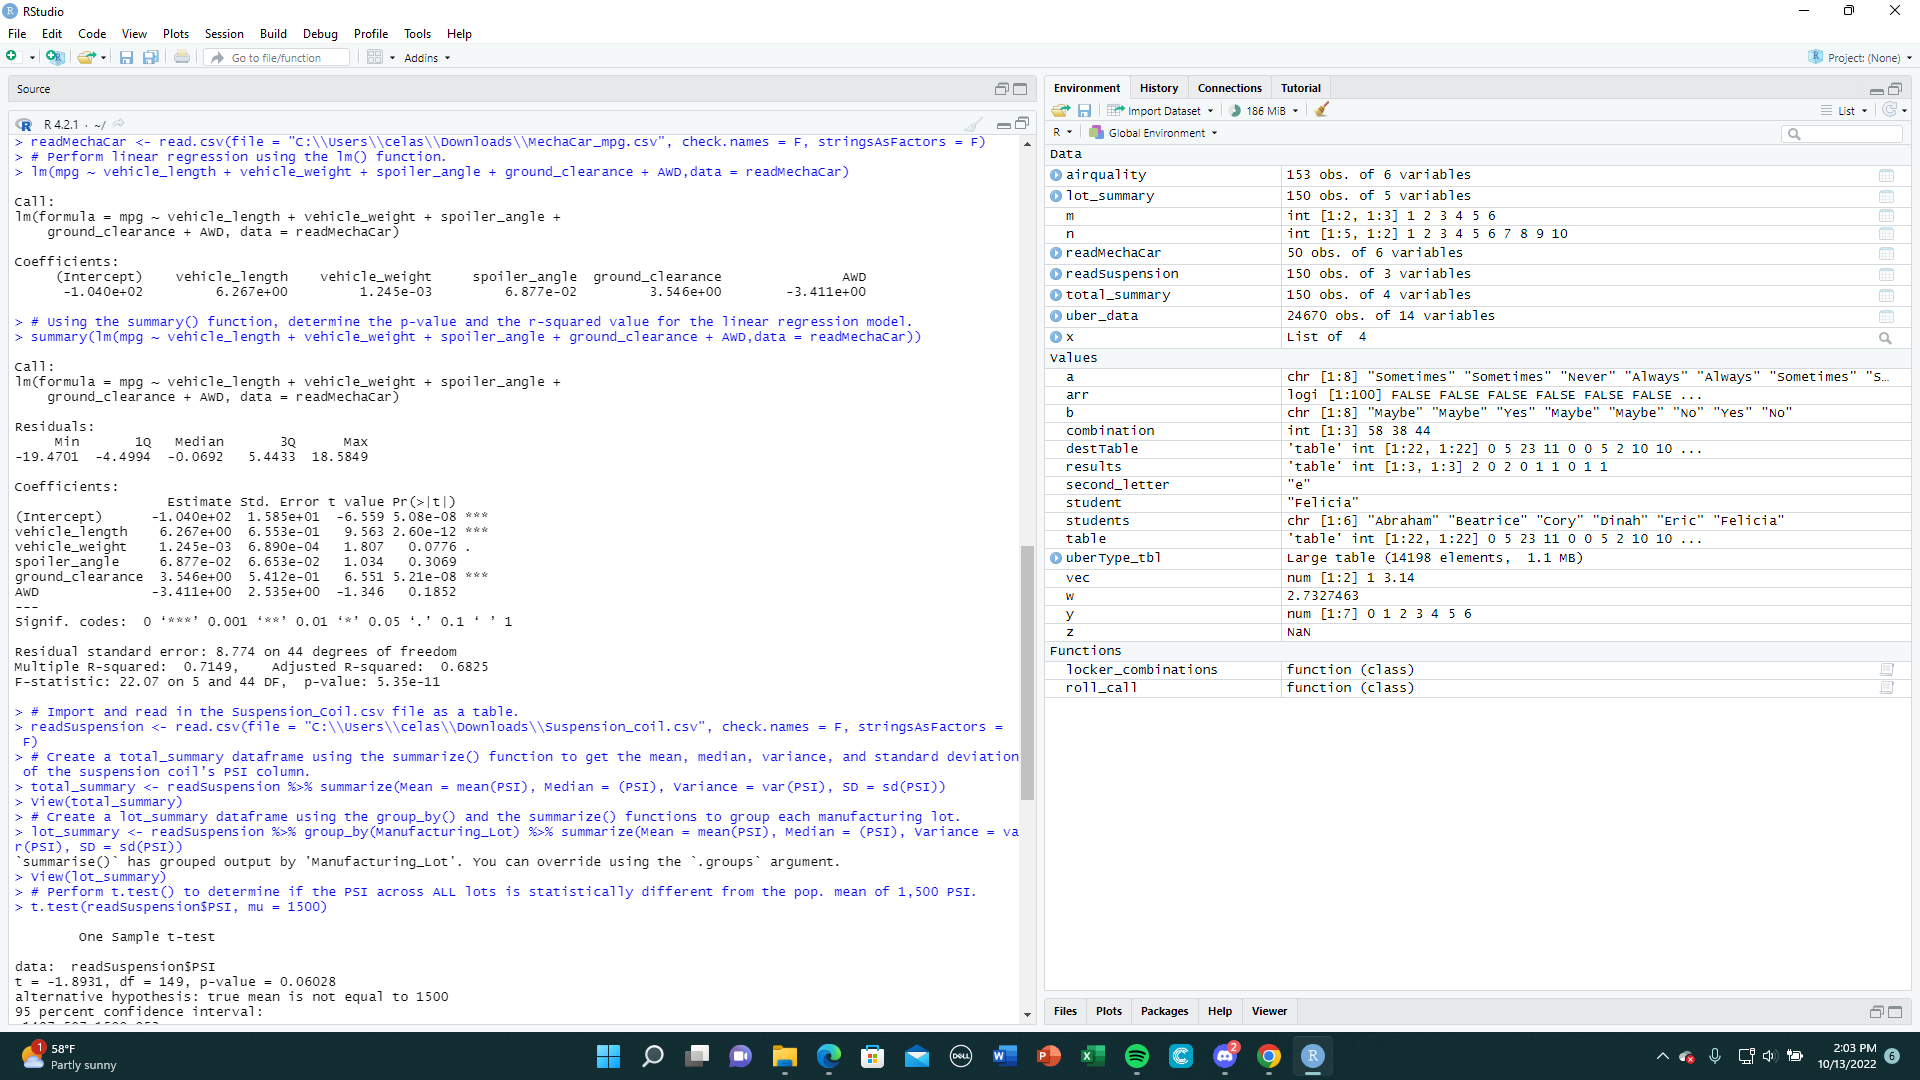 RStudio
File Edit Code View Plots Session Build Debug Profile Tools Help
Go to file/function Addins Project: (None)
Source
R 4.2.1 · ~/
> readMechaCar <- read.csv(file = "C:\\Users\\celas\\Downloads\\MechaCar_mpg.csv", check.names = F, stringsAsFactors = F)
> # Perform linear regression using the lm() function.
> lm(mpg ~ vehicle_length + vehicle_weight + spoiler_angle + ground_clearance + AWD,data = readMechaCar)
Call:
lm(formula = mpg ~ vehicle_length + vehicle_weight + spoiler_angle +
ground_clearance + AWD, data = readMechaCar)
Coefficients:
(Intercept) vehicle_length vehicle_weight spoiler_angle ground_clearance AWD
-1.040e+02 6.267e+00 1.245e-03 6.877e-02 3.546e+00 -3.411e+00
> # Using the summary() function, determine the p-value and the r-squared value for the linear regression model.
> summary(lm(mpg ~ vehicle_length + vehicle_weight + spoiler_angle + ground_clearance + AWD,data = readMechaCar))
Call:
lm(formula = mpg ~ vehicle_length + vehicle_weight + spoiler_angle +
ground_clearance + AWD, data = readMechaCar)
Residuals:
Min 1Q Median 3Q Max
-19.4701 -4.4994 -0.0692 5.4433 18.5849
Coefficients:
Estimate Std. Error t value Pr(>|t|)
(Intercept) -1.040e+02 1.585e+01 -6.559 5.08e-08 ***
vehicle_length 6.267e+00 6.553e-01 9.563 2.60e-12 ***
vehicle_weight 1.245e-03 6.890e-04 1.807 0.0776 .
spoiler_angle 6.877e-02 6.653e-02 1.034 0.3069
ground_clearance 3.546e+00 5.412e-01 6.551 5.21e-08 ***
AWD -3.411e+00 2.535e+00 -1.346 0.1852
---
Signif. codes: 0 ‘***’ 0.001 ‘**’ 0.01 ‘*’ 0.05 ‘.’ 0.1 ‘ ’ 1
Residual standard error: 8.774 on 44 degrees of freedom
Multiple R-squared: 0.7149, Adjusted R-squared: 0.6825
F-statistic: 22.07 on 5 and 44 DF, p-value: 5.35e-11
> # Import and read in the Suspension_Coil.csv file as a table.
> readSuspension <- read.csv(file = "C:\\Users\\celas\\Downloads\\Suspension_coil.csv", check.names = F, stringsAsFactors =
F)
> # Create a total_summary dataframe using the summarize() function to get the mean, median, variance, and standard deviation
of the suspension coil's PSI column.
> total_summary <- readSuspension %>% summarize(Mean = mean(PSI), Median = (PSI), Variance = var(PSI), SD = sd(PSI))
> View(total_summary)
> # Create a lot_summary dataframe using the group_by() and the summarize() functions to group each manufacturing lot.
> lot_summary <- readSuspension %>% group_by(Manufacturing_Lot) %>% summarize(Mean = mean(PSI), Median = (PSI), Variance = va
r(PSI), SD = sd(PSI))
`summarise()` has grouped output by 'Manufacturing_Lot'. You can override using the `.groups` argument.
> View(lot_summary)
> # Perform t.test() to determine if the PSI across ALL lots is statistically different from the pop. mean of 1,500 PSI.
> t.test(readSuspension$PSI, mu = 1500)
One Sample t-test
data: readSuspension$PSI
t = -1.8931, df = 149, p-value = 0.06028
alternative hypothesis: true mean is not equal to 1500
95 percent confidence interval:
Environment History Connections Tutorial
Import Dataset 186 MiB List
R Global Environment
Data
airquality 153 obs. of 6 variables
lot_summary 150 obs. of 5 variables
m int [1:2, 1:3] 1 2 3 4 5 6
n int [1:5, 1:2] 1 2 3 4 5 6 7 8 9 10
readMechaCar 50 obs. of 6 variables
readSuspension 150 obs. of 3 variables
total_summary 150 obs. of 4 variables
uber_data 24670 obs. of 14 variables
x List of 4
Values
a chr [1:8] "Sometimes" "Sometimes" "Never" "Always" "Always" "Sometimes" "S…
arr logi [1:100] FALSE FALSE FALSE FALSE FALSE FALSE ...
b chr [1:8] "Maybe" "Maybe" "Yes" "Maybe" "Maybe" "No" "Yes" "No"
combination int [1:3] 58 38 44
destTable 'table' int [1:22, 1:22] 0 5 23 11 0 0 5 2 10 10 ...
results 'table' int [1:3, 1:3] 2 0 2 0 1 1 0 1 1
second_letter "e"
student "Felicia"
students chr [1:6] "Abraham" "Beatrice" "Cory" "Dinah" "Eric" "Felicia"
table 'table' int [1:22, 1:22] 0 5 23 11 0 0 5 2 10 10 ...
uberType_tbl Large table (14198 elements, 1.1 MB)
vec num [1:2] 1 3.14
w 2.7327463
y num [1:7] 0 1 2 3 4 5 6
z NaN
Functions
locker_combinations function (class)
roll_call function (class)
Files Plots Packages Help Viewer
1 58°F
Partly sunny
DELL
2
2:03 PM
10/13/2022
6